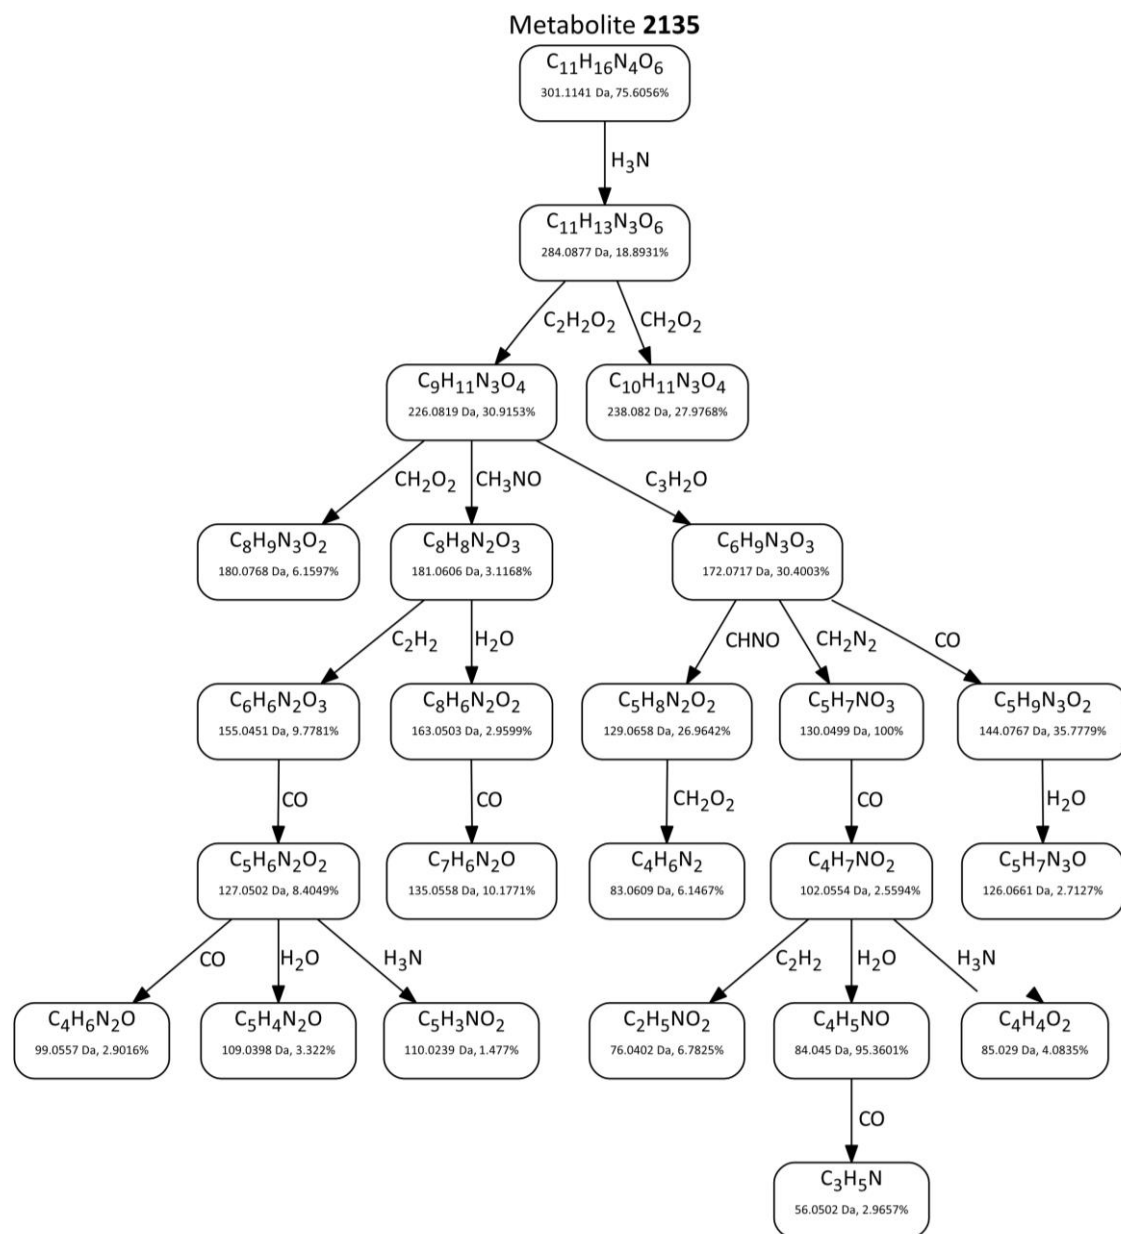 Metabolite 2135
C₁₁H₁₆N₄O₆
301.1141 Da, 75.6056%
H₃N
C₁₁H₁₃N₃O₆
284.0877 Da, 18.8931%
C₂H₂O₂
CH₂O₂
C₉H₁₁N₃O₄
226.0819 Da, 30.9153%
C₁₀H₁₁N₃O₄
238.082 Da, 27.9768%
CH₂O₂
CH₃NO
C₃H₂O
C₈H₉N₃O₂
180.0768 Da, 6.1597%
C₈H₈N₂O₃
181.0606 Da, 3.1168%
C₆H₉N₃O₃
172.0717 Da, 30.4003%
C₂H₂
H₂O
CHNO
CH₂N₂
CO
C₆H₆N₂O₃
155.0451 Da, 9.7781%
C₈H₆N₂O₂
163.0503 Da, 2.9599%
C₅H₈N₂O₂
129.0658 Da, 26.9642%
C₅H₇NO₃
130.0499 Da, 100%
C₅H₉N₃O₂
144.0767 Da, 35.7779%
CO
CO
CH₂O₂
CO
H₂O
C₅H₆N₂O₂
127.0502 Da, 8.4049%
C₇H₆N₂O
135.0558 Da, 10.1771%
C₄H₆N₂
83.0609 Da, 6.1467%
C₄H₇NO₂
102.0554 Da, 2.5594%
C₅H₇N₃O
126.0661 Da, 2.7127%
CO
H₂O
H₃N
C₂H₂
H₂O
H₃N
C₄H₆N₂O
99.0557 Da, 2.9016%
C₅H₄N₂O
109.0398 Da, 3.322%
C₅H₃NO₂
110.0239 Da, 1.477%
C₂H₅NO₂
76.0402 Da, 6.7825%
C₄H₅NO
84.045 Da, 95.3601%
C₄H₄O₂
85.029 Da, 4.0835%
CO
C₃H₅N
56.0502 Da, 2.9657%